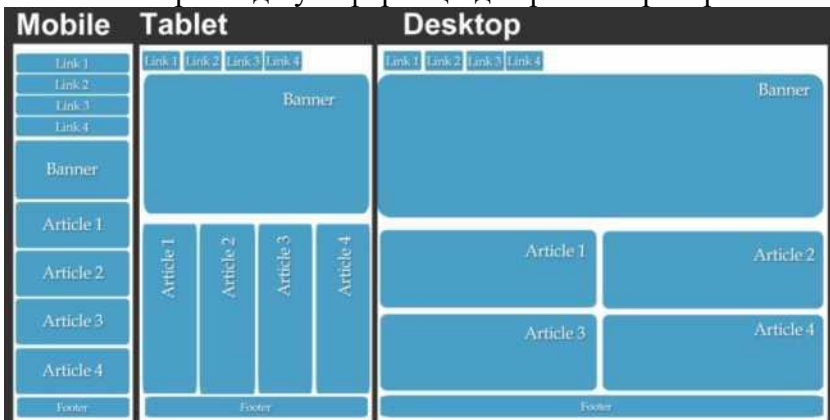 Mobile
Link 1
Link 2
Link 3
Link 4
Banner
Article 1
Article 2
Article 3
Article 4
Footer
Tablet
Link 1 Link 2 Link 3 Link 4
Banner
Article 1
Article 2
Article 3
Article 4
Footer
Desktop
Link 1 Link 2 Link 3 Link 4
Banner
Article 1 Article 2
Article 3 Article 4
Footer